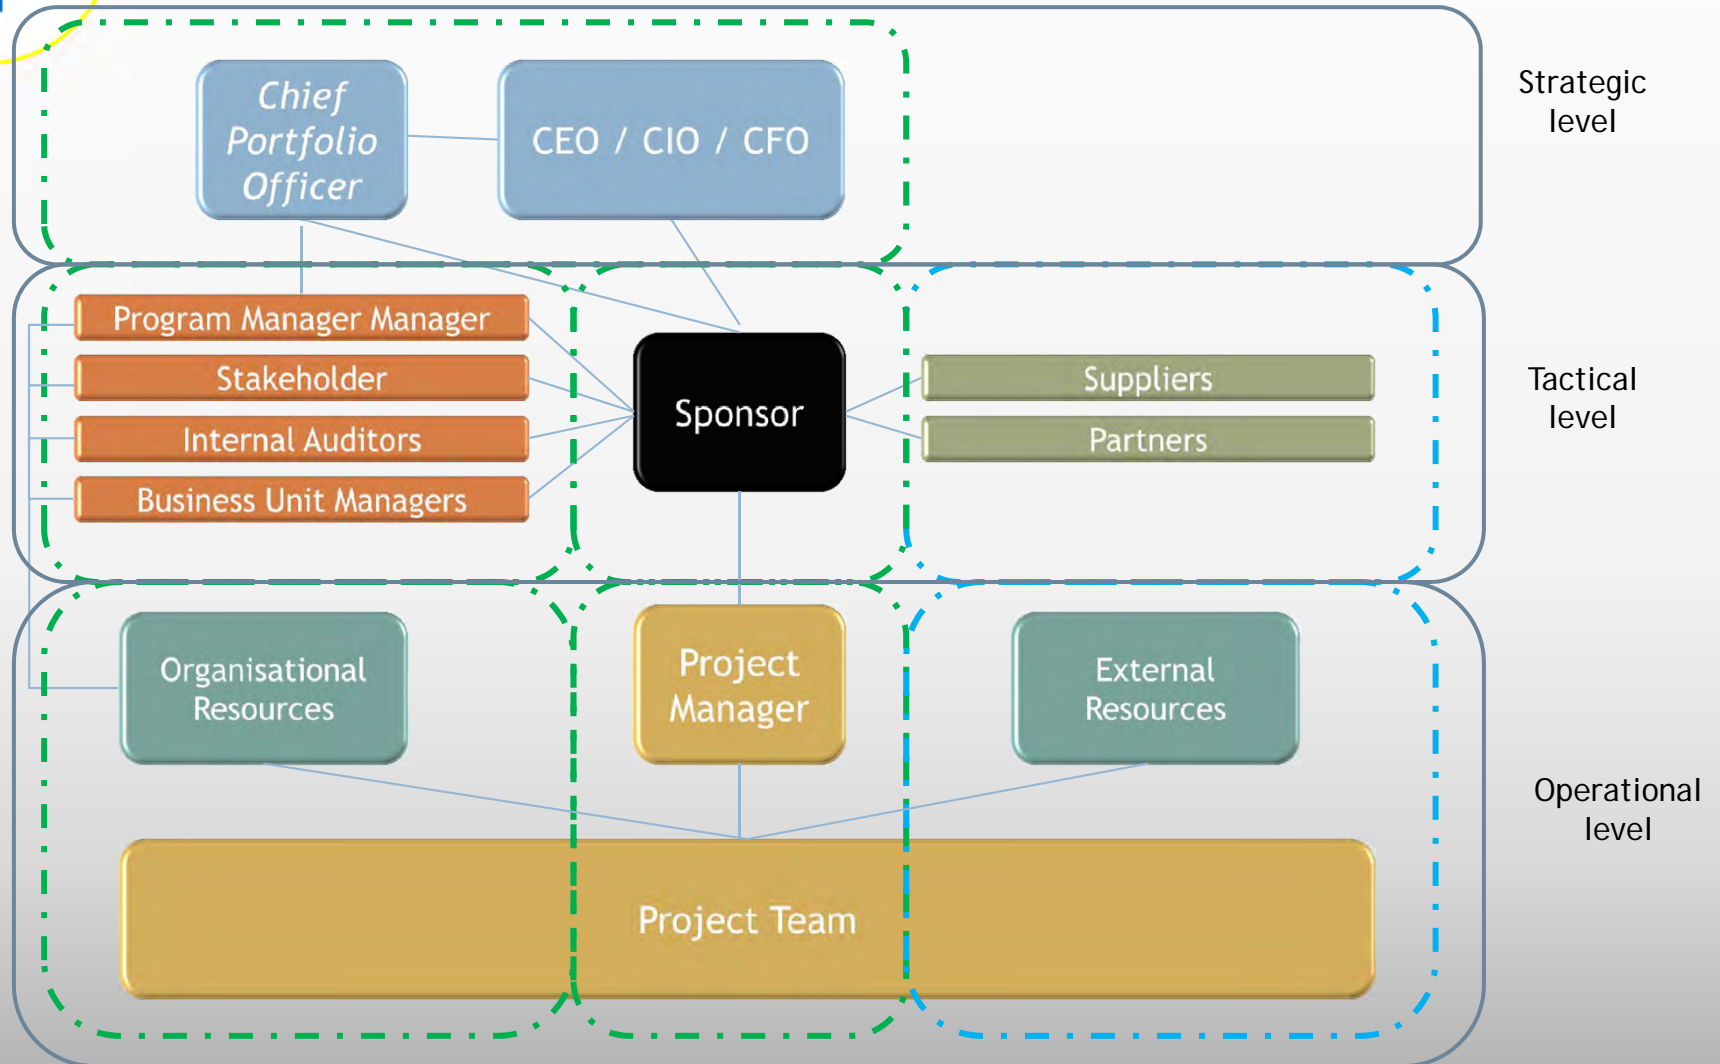 Chief
Portfolio
Officer
CEO / CIO / CFO
Strategic
level
Program Manager Manager
Stakeholder
Internal Auditors
Business Unit Managers
Sponsor
Suppliers
Partners
Tactical
level
Organisational
Resources
Project
Manager
External
Resources
Operational
level
Project Team